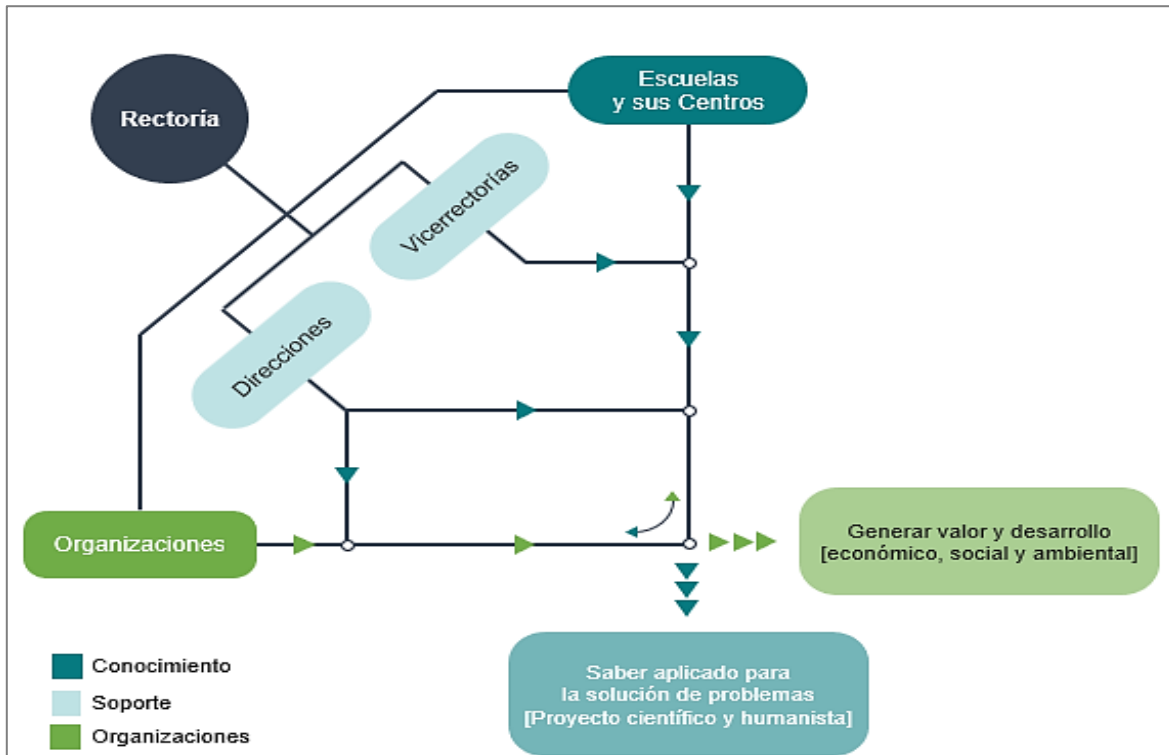 Rectoría
Escuelas
y sus Centros
Vicerrectorías
Direcciones
Organizaciones
Generar valor y desarrollo
[económico, social y ambiental]
Saber aplicado para
la solución de problemas
[Proyecto científico y humanista]
Conocimiento
Soporte
Organizaciones